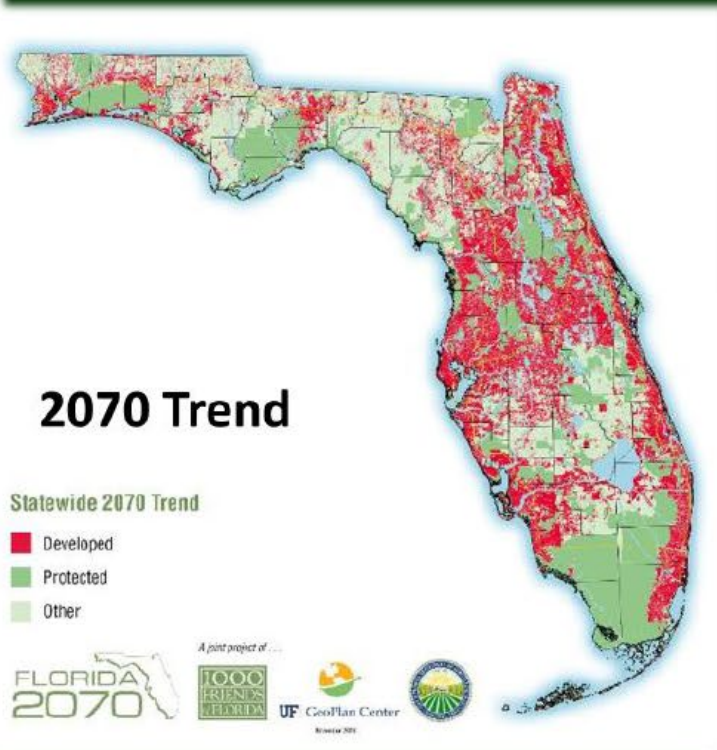 2070 Trend
Statewide 2070 Trend
Developed
Protected
Other
A joint project of . . .
FLORIDA
2070
1000
FRIENDS
of FLORIDA
UF GeoPlan Center